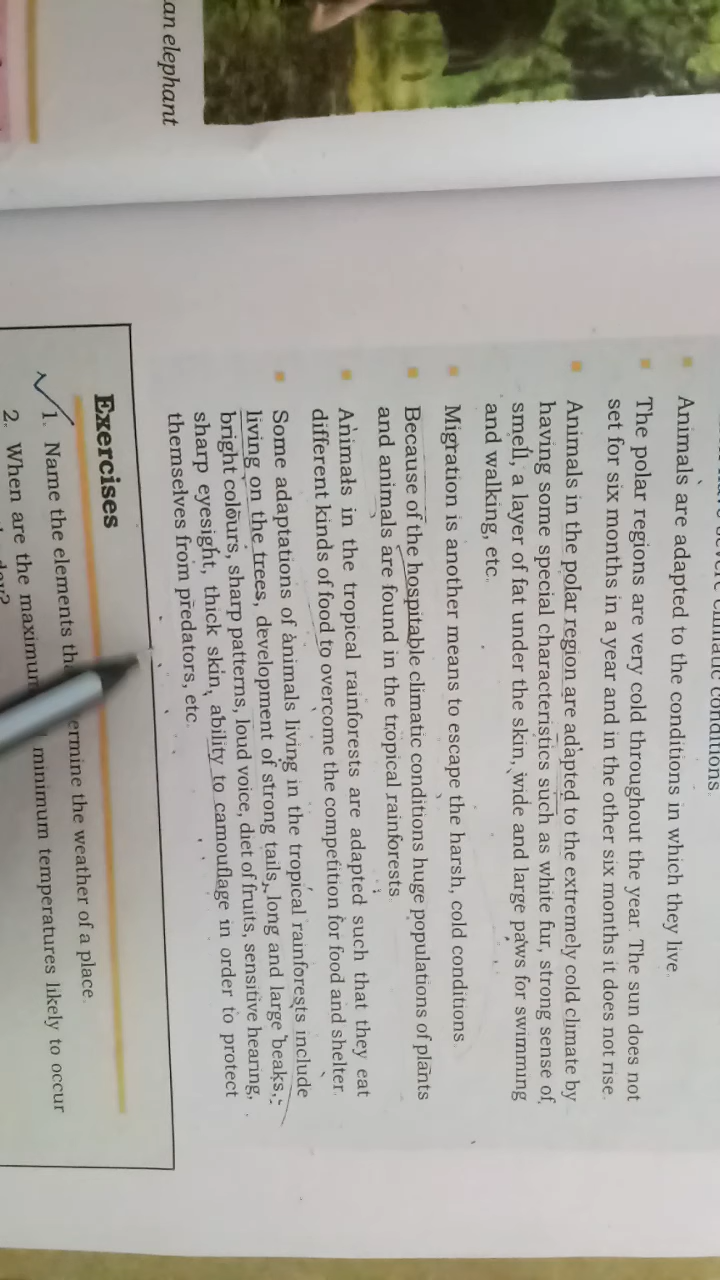 an elephant
climatic conditions.
Animals are adapted to the conditions in which they live.
The polar regions are very cold throughout the year. The sun does not
set for six months in a year and in the other six months it does not rise.
Animals in the polar region are adapted to the extremely cold climate by
having some special characteristics such as white fur, strong sense of
smell, a layer of fat under the skin, wide and large paws for swimming
and walking, etc.
Migration is another means to escape the harsh, cold conditions.
Because of the hospitable climatic conditions huge populations of plants
and animals are found in the tropical rainforests.
Animals in the tropical rainforests are adapted such that they eat
different kinds of food to overcome the competition for food and shelter.
Some adaptations of animals living in the tropical rainforests include
living on the trees, development of strong tails, long and large beaks,
bright colours, sharp patterns, loud voice, diet of fruits, sensitive hearing,
sharp eyesight, thick skin, ability to camouflage in order to protect
themselves from predators, etc.
Exercises
1. Name the elements ermine the weather of a place.
2. When are the minimum temperatures likely to occur
day?